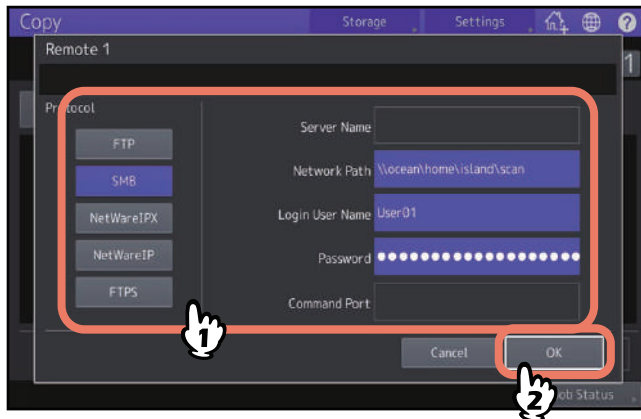 Copy Storage Settings
Remote 1
1
Protocol
FTP
SMB
NetWareIPX
NetWareIP
FTPS
Server Name
Network Path \\ocean\home\island\scan
Login User Name User01
Password ●●●●●●●●●●●●●●●●●●●
Command Port
Cancel OK
1
2
Job Status